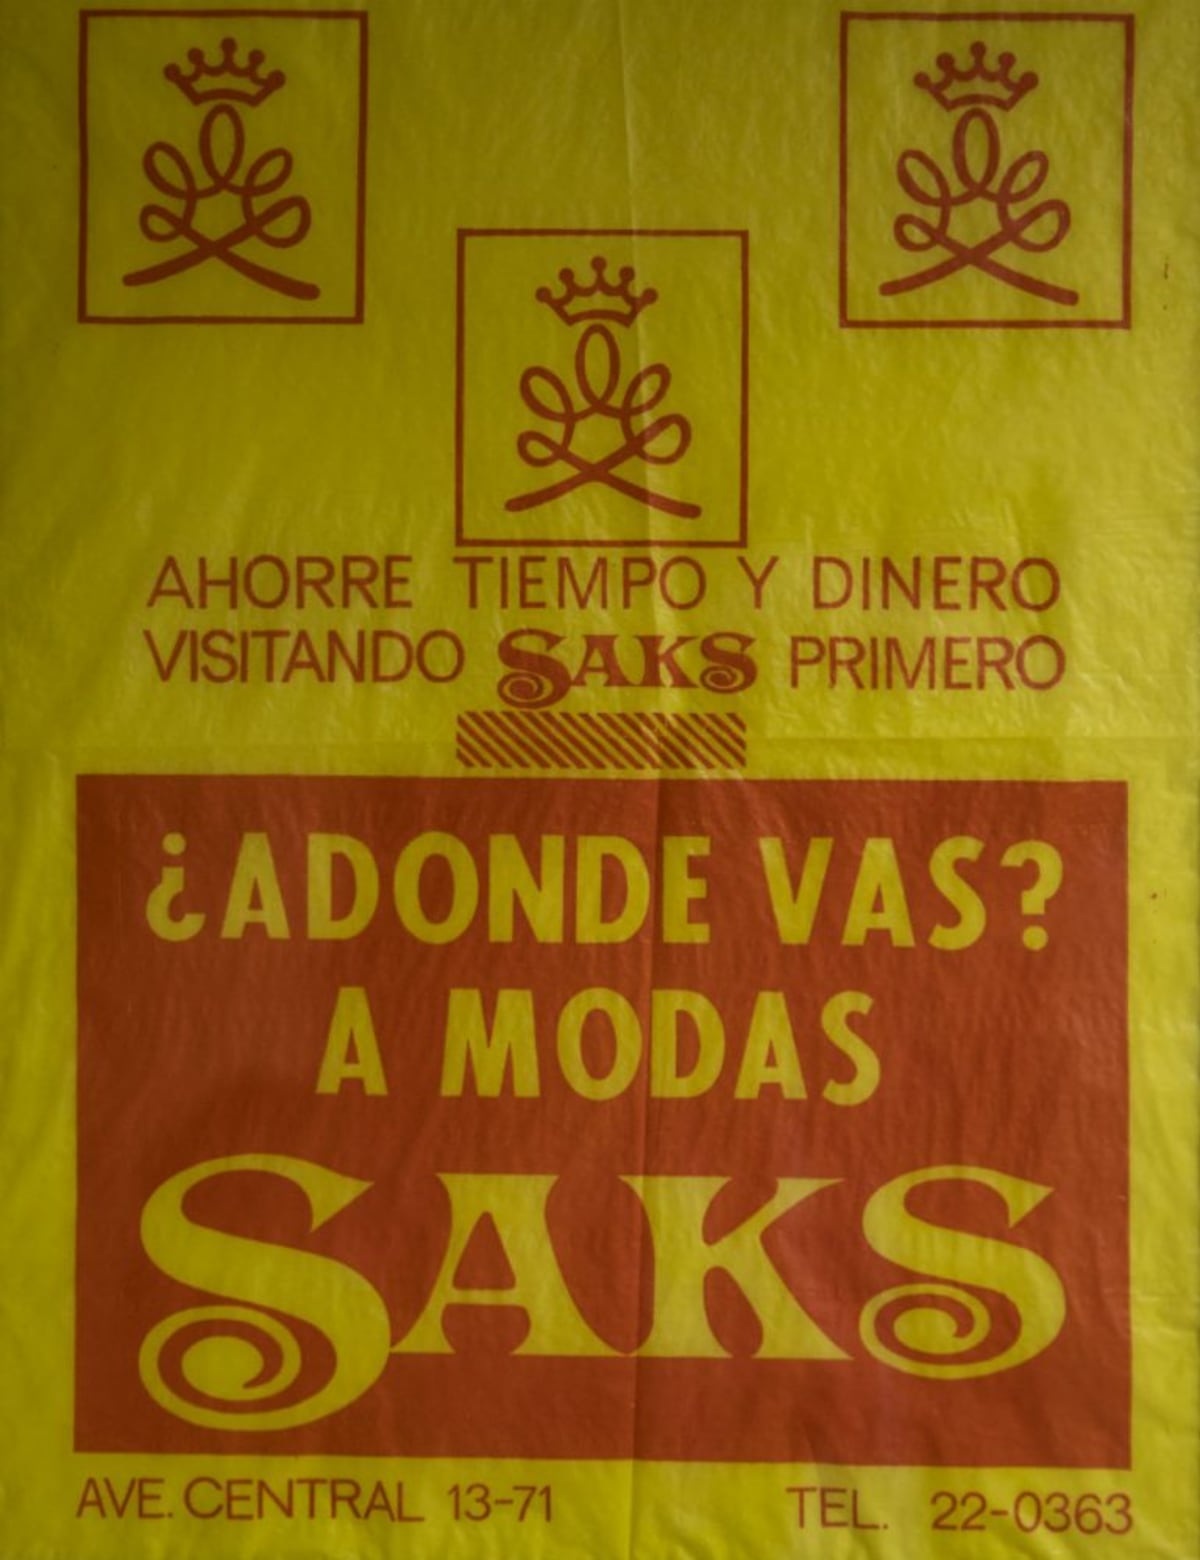 AHORRE TIEMPO Y DINERO
VISITANDO SAKS PRIMERO
¿ADONDE VAS?
A MODAS
SAKS
AVE. CENTRAL 13-71 TEL. 22-0363